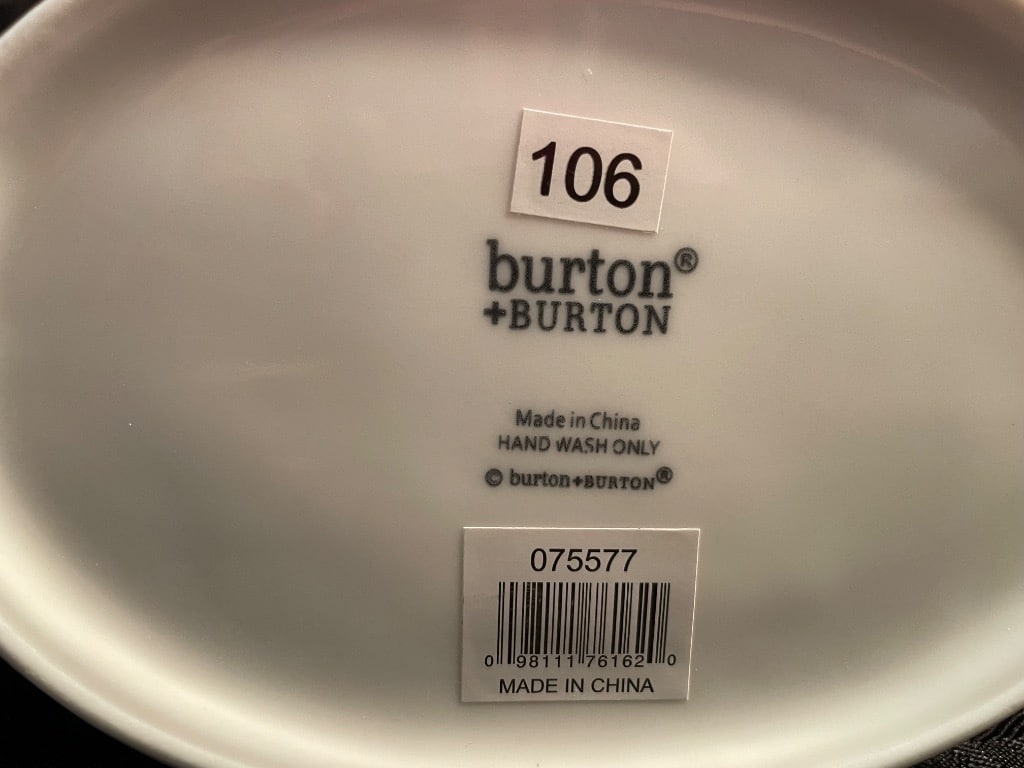 106
burton®
+BURTON
Made in China
HAND WASH ONLY
© burton+BURTON®
075577
0 98111 76162 0
MADE IN CHINA